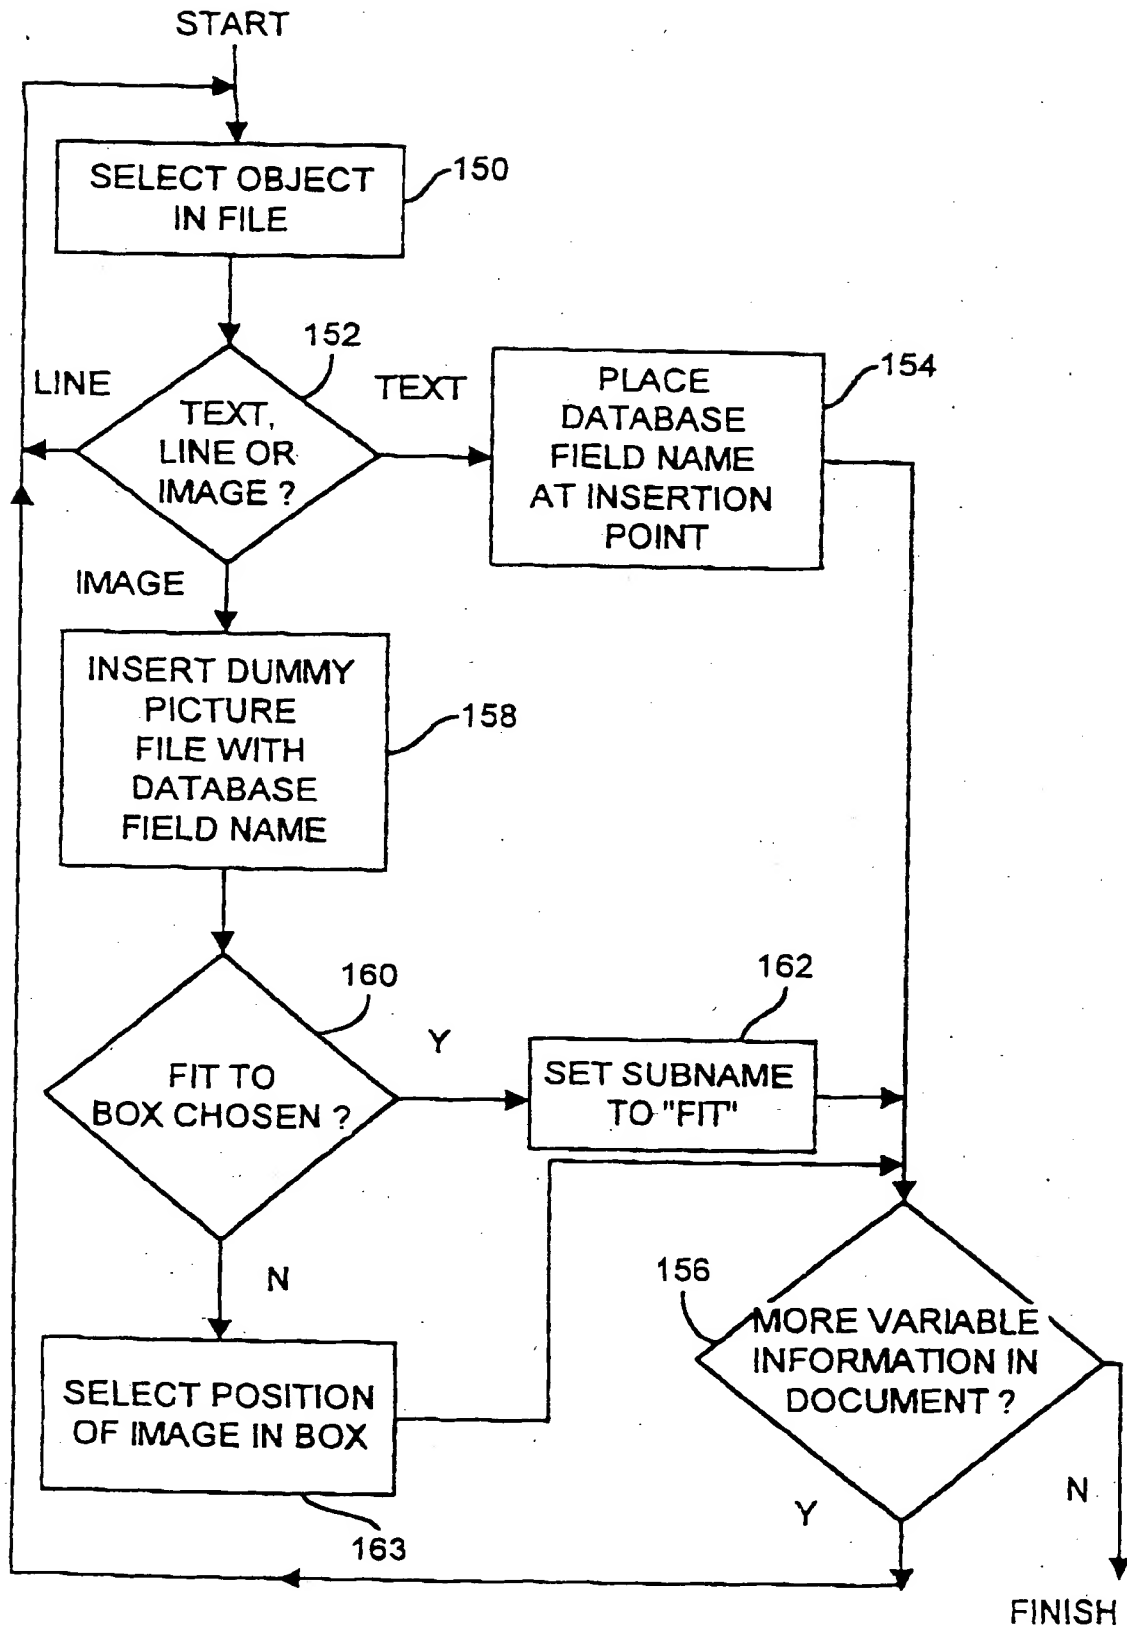 START
SELECT OBJECT
IN FILE
150
152
LINE
TEXT,
LINE OR
IMAGE ?
TEXT
PLACE
DATABASE
FIELD NAME
AT INSERTION
POINT
154
IMAGE
INSERT DUMMY
PICTURE
FILE WITH
DATABASE
FIELD NAME
158
160
FIT TO
BOX CHOSEN ?
Y
162
SET SUBNAME
TO "FIT"
N
SELECT POSITION
OF IMAGE IN BOX
163
156
MORE VARIABLE
INFORMATION IN
DOCUMENT ?
Y
N
FINISH